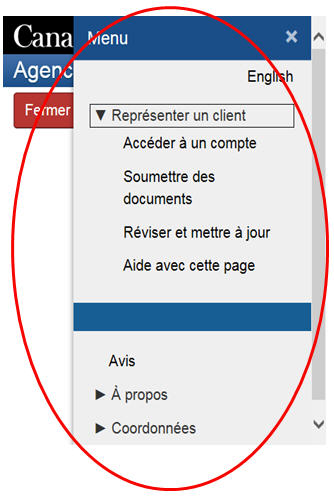 Cana
Menu ×
Agenc
English
Fermer
▼ Représenter un client
Accéder à un compte
Soumettre des
documents
Réviser et mettre à jour
Aide avec cette page
Avis
► À propos
► Coordonnées